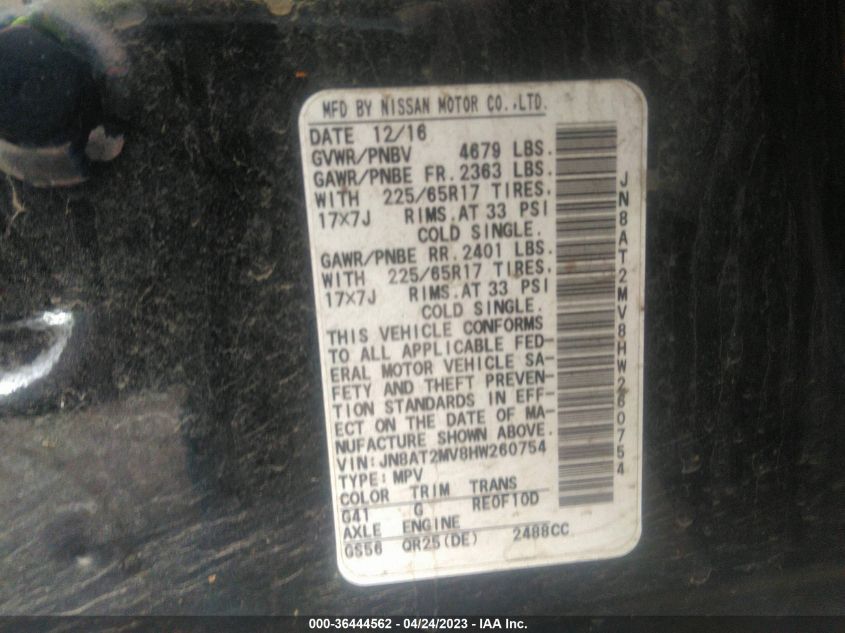 MFD BY NISSAN MOTOR CO.,LTD.
DATE 12/16
GVWR/PNBV 4679 LBS.
GAWR/PNBE FR. 2363 LBS.
WITH 225/65R17 TIRES,
17X7J RIMS. AT 33 PSI
COLD SINGLE.
GAWR/PNBE RR. 2401 LBS.
WITH 225/65R17 TIRES,
17X7J RIMS. AT 33 PSI
COLD SINGLE.
THIS VEHICLE CONFORMS
TO ALL APPLICABLE FED-
ERAL MOTOR VEHICLE SA-
FETY AND THEFT PREVEN-
TION STANDARDS IN EFF-
ECT ON THE DATE OF MA-
NUFACTURE SHOWN ABOVE.
VIN:JN8AT2MV8HW260754
TYPE:MPV
COLOR TRIM TRANS
G41 G RE0F10D
AXLE ENGINE
GS56 QR25(DE) 2488CC
JN8AT2MV8HW260754
000-36444562 - 04/24/2023 - IAA Inc.